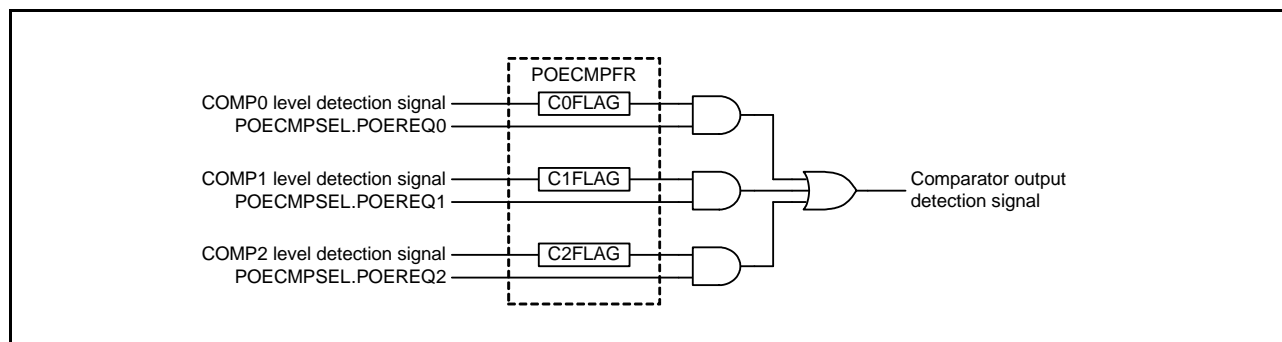 POECMPFR
COMP0 level detection signal
C0FLAG
POECMPSEL.POEREQ0
COMP1 level detection signal
C1FLAG
POECMPSEL.POEREQ1
Comparator output
detection signal
COMP2 level detection signal
C2FLAG
POECMPSEL.POEREQ2